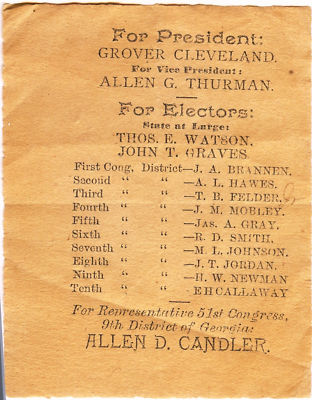 For President:
GROVER CLEVELAND.
For Vice President:
ALLEN G. THURMAN.
For Electors:
State at Large:
THOS. E. WATSON.
JOHN T. GRAVES.
First Cong, District—J. A. BRANNEN.
Second " " —A. L. HAWES.
Third " " —T. B. FELDER.
Fourth " " —J. M. MOBLEY.
Fifth " " —JAS. A. GRAY.
Sixth " " —R. D. SMITH.
Seventh " " —M. L. JOHNSON.
Eighth " " —J. T. JORDAN.
Ninth " " —H. W. NEWMAN
Tenth " " —E H CALLAWAY
For Representative 51st Congress,
9th District of Georgia:
ALLEN D. CANDLER.